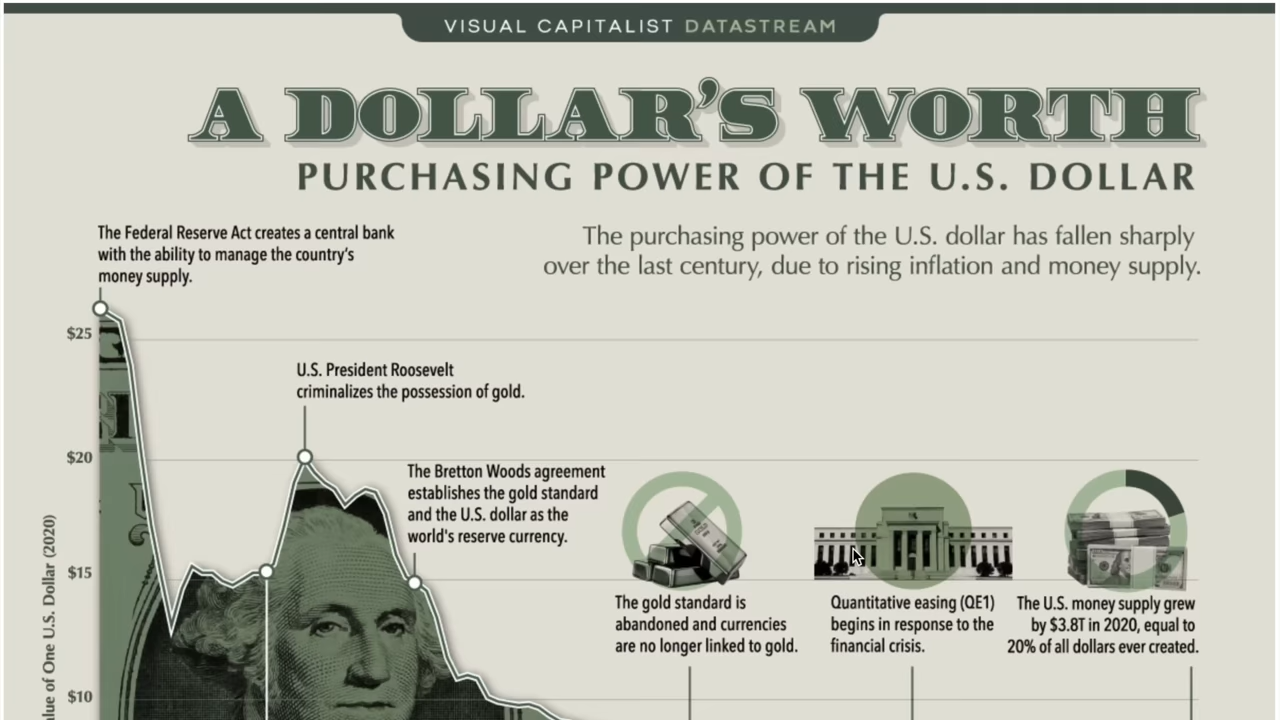 VISUAL CAPITALIST DATASTREAM
A DOLLAR'S WORTH
PURCHASING POWER OF THE U.S. DOLLAR
The Federal Reserve Act creates a central bank
with the ability to manage the country's
money supply.
The purchasing power of the U.S. dollar has fallen sharply
over the last century, due to rising inflation and money supply.
$25
U.S. President Roosevelt
criminalizes the possession of gold.
$20
The Bretton Woods agreement
establishes the gold standard
and the U.S. dollar as the
world's reserve currency.
$15
The gold standard is
abandoned and currencies
are no longer linked to gold.
Quantitative easing (QE1)
begins in response to the
financial crisis.
The U.S. money supply grew
by $3.8T in 2020, equal to
20% of all dollars ever created.
$10
of One U.S. Dollar (2020)